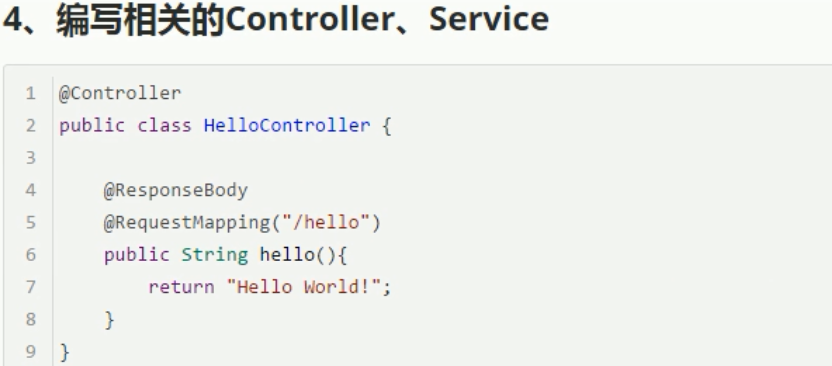 4、编写相关的Controller、Service
1 @Controller
2 public class HelloController {
3
4     @ResponseBody
5     @RequestMapping("/hello")
6     public String hello(){
7         return "Hello World!";
8     }
9 }